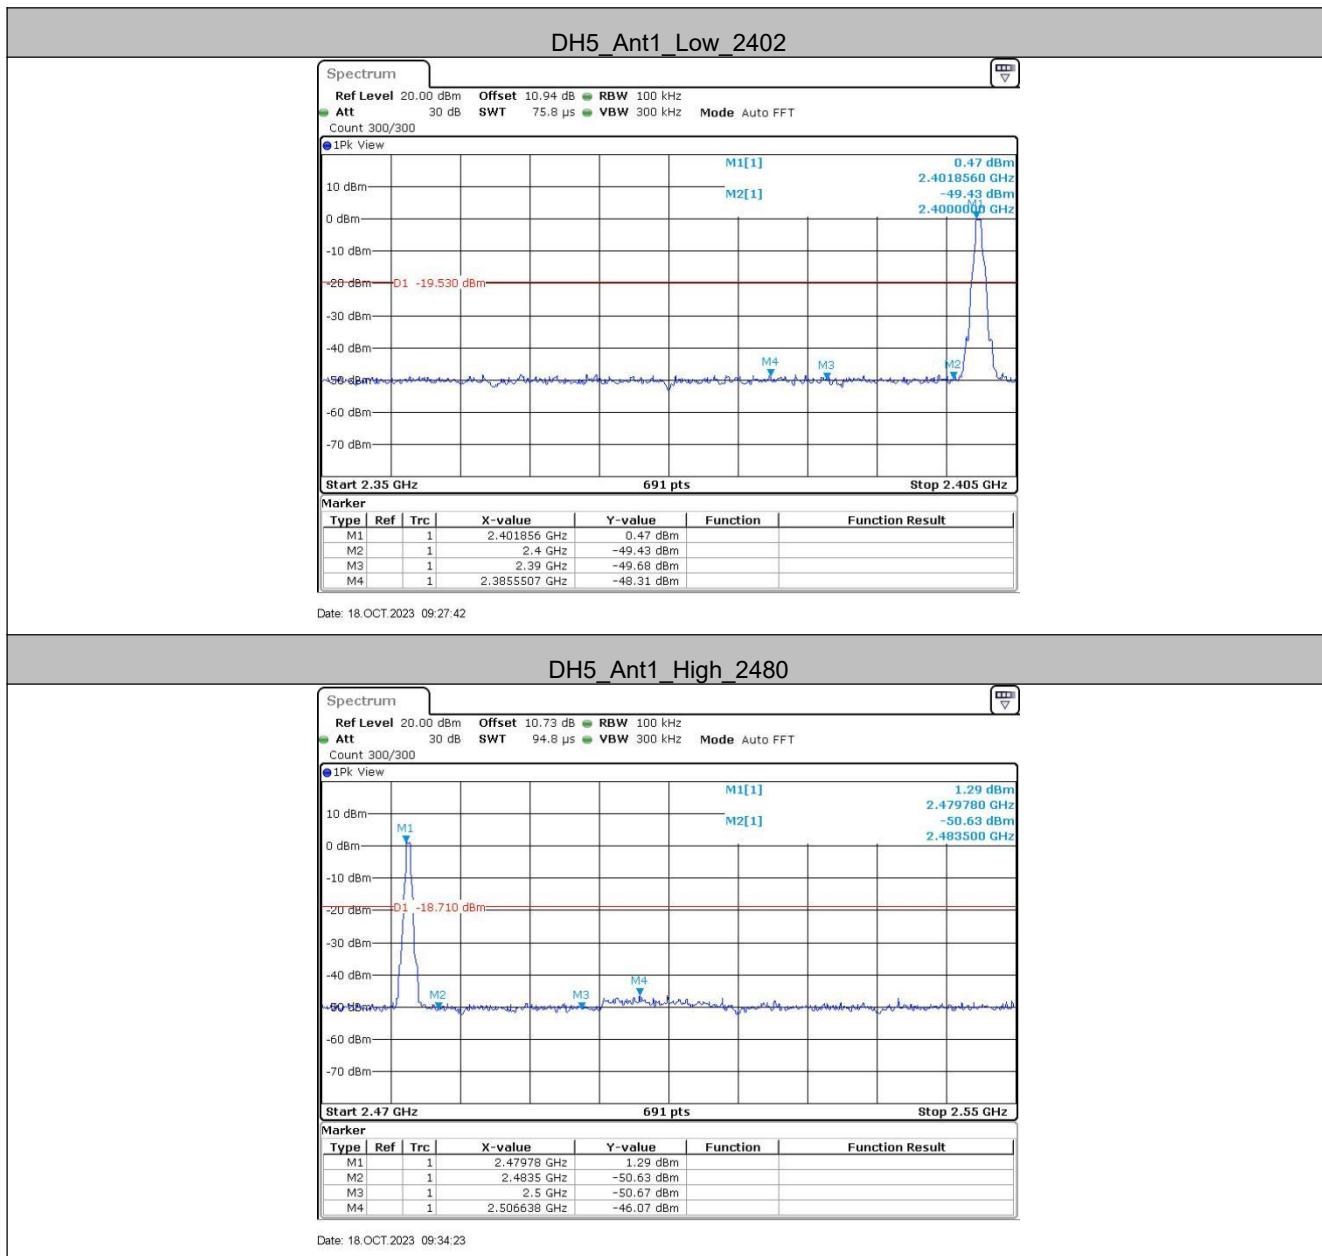 DH5_Ant1_Low_2402
Spectrum
Ref Level 20.00 dBm Offset 10.94 dB RBW 100 kHz
Att 30 dB SWT 75.8 µs VBW 300 kHz Mode Auto FFT
Count 300/300
1Pk View
M1[1] 0.47 dBm
2.4018560 GHz
M2[1] -49.43 dBm
2.4000000 GHz
M1
10 dBm
0 dBm
-10 dBm
-20 dBm
D1 -19.530 dBm
-30 dBm
-40 dBm
M4 M3 M2
-50 dBm
-60 dBm
-70 dBm
Start 2.35 GHz 691 pts Stop 2.405 GHz
Marker
Type Ref Trc X-value Y-value Function Function Result
M1 1 2.401856 GHz 0.47 dBm
M2 1 2.4 GHz -49.43 dBm
M3 1 2.39 GHz -49.68 dBm
M4 1 2.3855507 GHz -48.31 dBm
Date: 18.OCT.2023 09:27:42
DH5_Ant1_High_2480
Spectrum
Ref Level 20.00 dBm Offset 10.73 dB RBW 100 kHz
Att 30 dB SWT 94.8 µs VBW 300 kHz Mode Auto FFT
Count 300/300
1Pk View
M1[1] 1.29 dBm
2.479780 GHz
M2[1] -50.63 dBm
2.483500 GHz
10 dBm
M1
0 dBm
-10 dBm
-20 dBm
D1 -18.710 dBm
-30 dBm
-40 dBm
M2 M3 M4
-50 dBm
-60 dBm
-70 dBm
Start 2.47 GHz 691 pts Stop 2.55 GHz
Marker
Type Ref Trc X-value Y-value Function Function Result
M1 1 2.47978 GHz 1.29 dBm
M2 1 2.4835 GHz -50.63 dBm
M3 1 2.5 GHz -50.67 dBm
M4 1 2.506638 GHz -46.07 dBm
Date: 18.OCT.2023 09:34:23